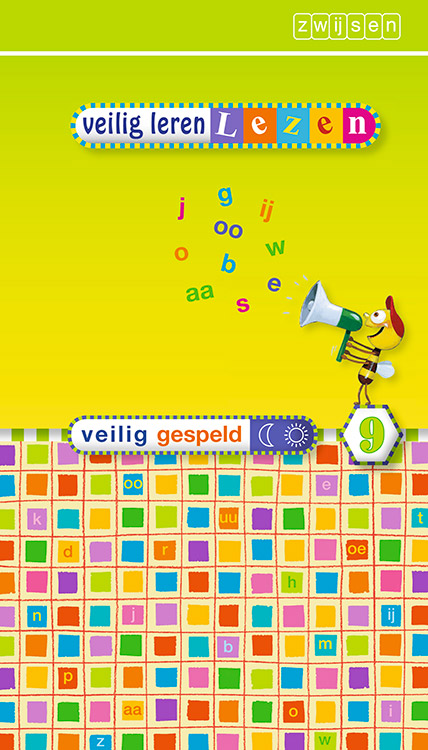 zwijsen
veilig leren Lezen
j g ij
oo
o w
b
aa s e
veilig gespeld
9
oo e
k uu t
d r oe
h
n j ij
b m
p
aa o i
z